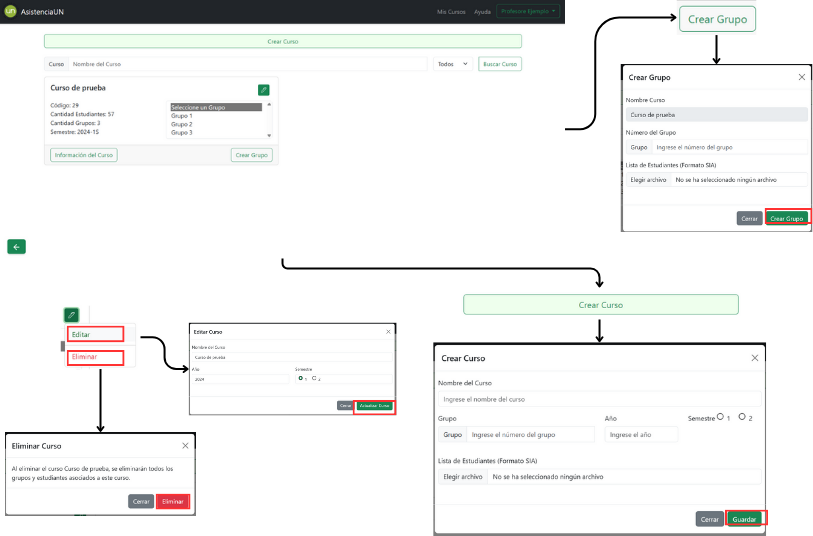 un AsistenciaUN
Mis Cursos Ayuda Profesore Ejemplo
Crear Curso
Curso Nombre del Curso Todos Buscar Curso
Curso de prueba
Código: 29
Cantidad Estudiantes: 57
Cantidad Grupos: 3
Semestre: 2024-1S
Seleccione un Grupo
Grupo 1
Grupo 2
Grupo 3
Información del Curso Crear Grupo
Crear Grupo
Crear Grupo
Nombre Curso
Curso de prueba
Número del Grupo
Grupo Ingrese el número del grupo
Lista de Estudiantes (Formato SIA)
Elegir archivo No se ha seleccionado ningún archivo
Cerrar Crear Grupo
Editar
Eliminar
Editar Curso
Nombre del Curso
Curso de prueba
Año Semestre
2024 1 2
Cerrar Actualizar Curso
Eliminar Curso
Al eliminar el curso Curso de prueba, se eliminarán todos los
grupos y estudiantes asociados a este curso.
Cerrar Eliminar
Crear Curso
Crear Curso
Nombre del Curso
Ingrese el nombre del curso
Grupo Año Semestre 1 2
Grupo Ingrese el número del grupo Ingrese el año
Lista de Estudiantes (Formato SIA)
Elegir archivo No se ha seleccionado ningún archivo
Cerrar Guardar